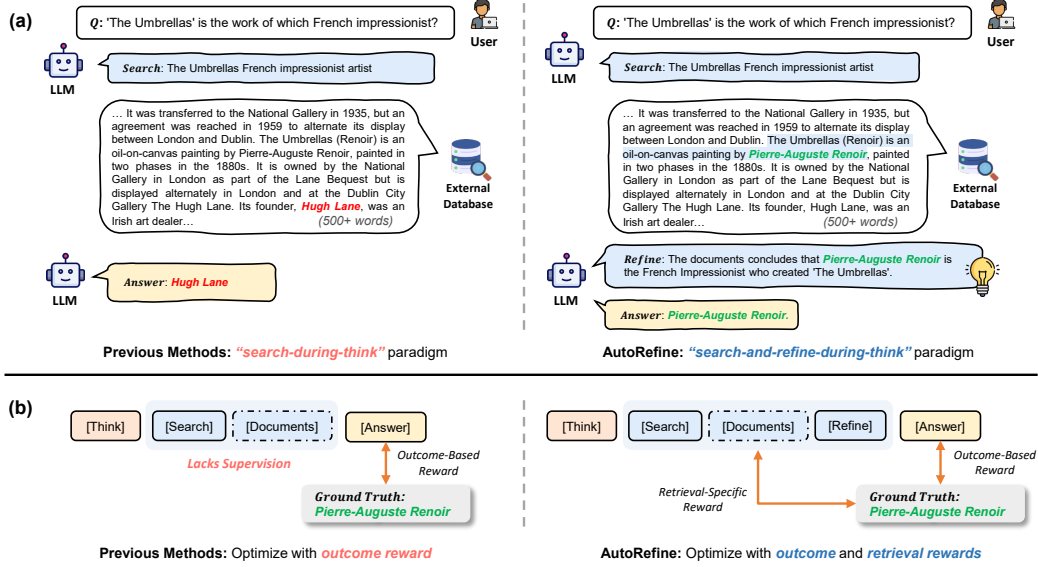 (a)
Q: 'The Umbrellas' is the work of which French impressionist?
User
Search: The Umbrellas French impressionist artist
LLM
… It was transferred to the National Gallery in 1935, but
an agreement was reached in 1959 to alternate its display
between London and Dublin. The Umbrellas (Renoir) is an
oil-on-canvas painting by Pierre-Auguste Renoir, painted
in two phases in the 1880s. It is owned by the National
Gallery in London as part of the Lane Bequest but is
displayed alternately in London and at the Dublin City
Gallery The Hugh Lane. Its founder, Hugh Lane, was an
Irish art dealer… (500+ words)
External
Database
Answer: Hugh Lane
LLM
Previous Methods: “search-during-think” paradigm
Q: 'The Umbrellas' is the work of which French impressionist?
User
Search: The Umbrellas French impressionist artist
LLM
… It was transferred to the National Gallery in 1935, but
an agreement was reached in 1959 to alternate its display
between London and Dublin. The Umbrellas (Renoir) is an
oil-on-canvas painting by Pierre-Auguste Renoir, painted
in two phases in the 1880s. It is owned by the National
Gallery in London as part of the Lane Bequest but is
displayed alternately in London and at the Dublin City
Gallery The Hugh Lane. Its founder, Hugh Lane, was an
Irish art dealer… (500+ words)
External
Database
Refine: The documents concludes that Pierre-Auguste Renoir is
the French Impressionist who created 'The Umbrellas'.
LLM
Answer: Pierre-Auguste Renoir.
AutoRefine: “search-and-refine-during-think” paradigm
(b)
[Think] [Search] [Documents] [Answer]
Lacks Supervision
Outcome-Based
Reward
Ground Truth:
Pierre-Auguste Renoir
Previous Methods: Optimize with outcome reward
[Think] [Search] [Documents] [Refine] [Answer]
Outcome-Based
Reward
Retrieval-Specific
Reward
Ground Truth:
Pierre-Auguste Renoir
AutoRefine: Optimize with outcome and retrieval rewards